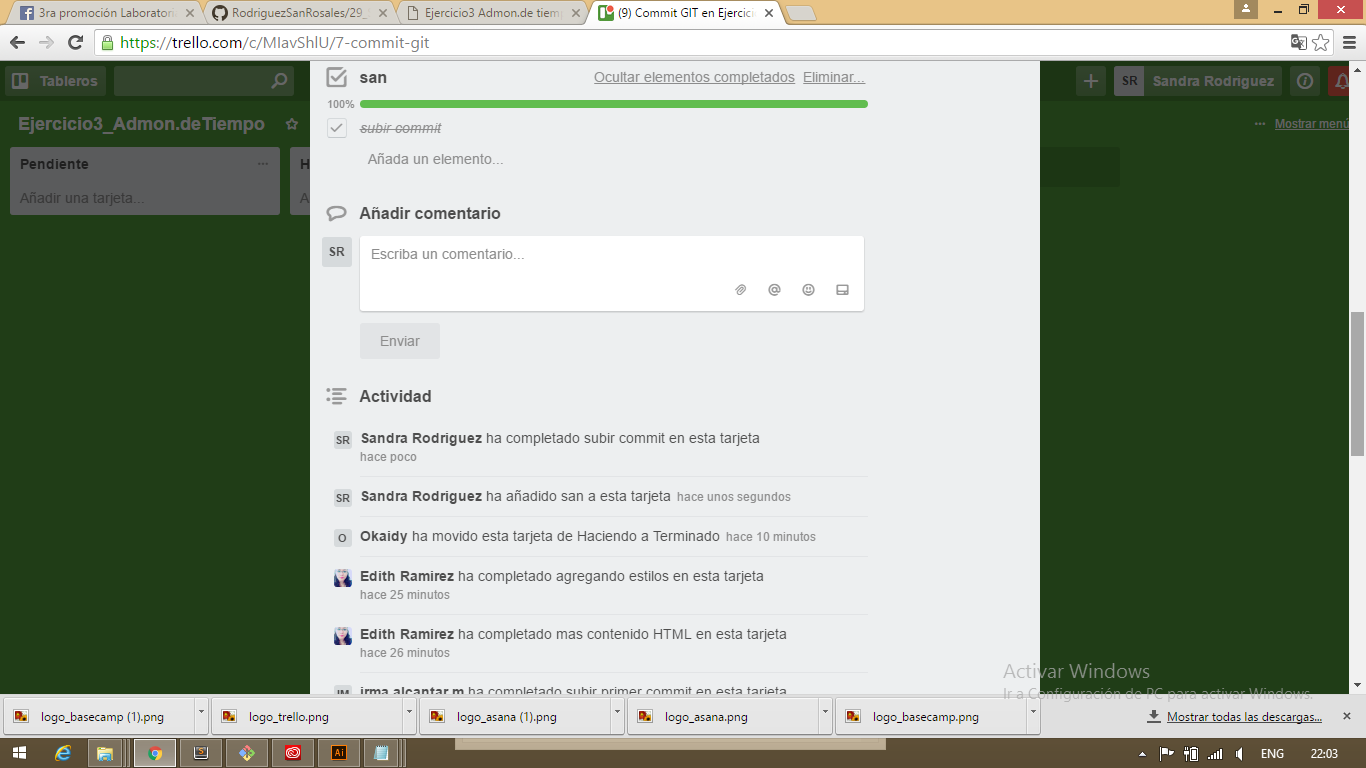 3ra promoción Laboratori
RodriguezSanRosales/29_
Ejercicio3 Admon.de tiem
(9) Commit GIT en Ejercici
https://trello.com/c/MIavShlU/7-commit-git
Tableros
SR Sandra Rodriguez
Ejercicio3_Admon.deTiempo
Mostrar menú
Pendiente
Añadir una tarjeta...
H
A
san
Ocultar elementos completados Eliminar...
100%
subir commit
Añada un elemento...
Añadir comentario
SR
Escriba un comentario...
Enviar
Actividad
SR Sandra Rodriguez ha completado subir commit en esta tarjeta
hace poco
SR Sandra Rodriguez ha añadido san a esta tarjeta hace unos segundos
O Okaidy ha movido esta tarjeta de Haciendo a Terminado hace 10 minutos
Edith Ramirez ha completado agregando estilos en esta tarjeta
hace 25 minutos
Edith Ramirez ha completado mas contenido HTML en esta tarjeta
hace 26 minutos
IM irma alcantar m ha completado subir primer commit en esta tarjeta
Activar Windows
Ir a Configuración de PC para activar Windows.
logo_basecamp (1).png
logo_trello.png
logo_asana (1).png
logo_asana.png
logo_basecamp.png
Mostrar todas las descargas...
Ai
ENG
22:03